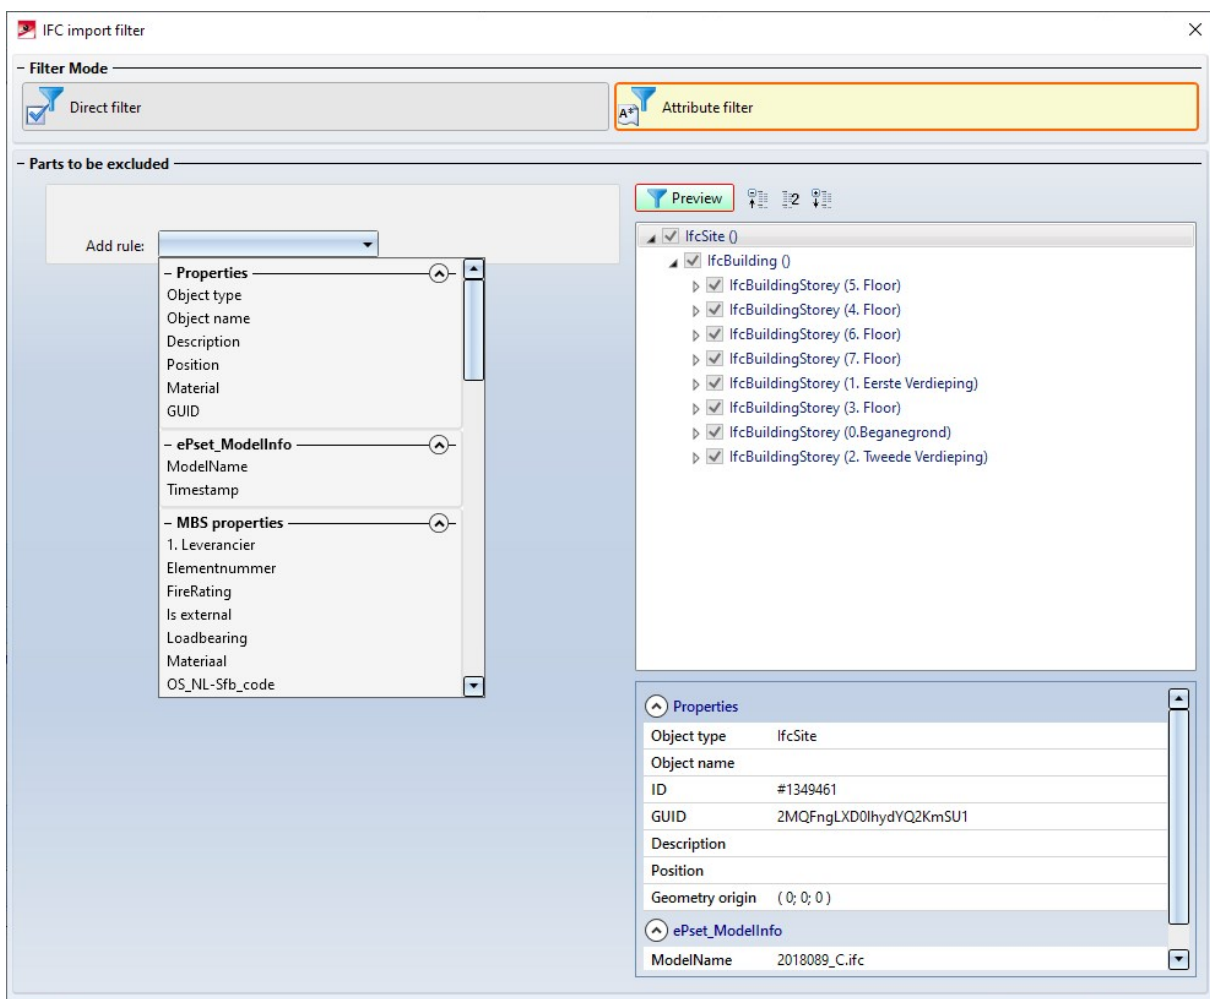 IFC import filter
Filter Mode
Direct filter
Attribute filter
Parts to be excluded
Add rule:
Properties
Object type
Object name
Description
Position
Material
GUID
ePset_ModelInfo
ModelName
Timestamp
MBS properties
1. Leverancier
Elementnummer
FireRating
Is external
Loadbearing
Materiaal
OS_NL-Sfb_code
Preview
2
IfcSite ()
IfcBuilding ()
IfcBuildingStorey (5. Floor)
IfcBuildingStorey (4. Floor)
IfcBuildingStorey (6. Floor)
IfcBuildingStorey (7. Floor)
IfcBuildingStorey (1. Eerste Verdieping)
IfcBuildingStorey (3. Floor)
IfcBuildingStorey (0.Beganegrond)
IfcBuildingStorey (2. Tweede Verdieping)
Properties
Object type IfcSite
Object name
ID #1349461
GUID 2MQFngLXD0IhydYQ2KmSU1
Description
Position
Geometry origin ( 0; 0; 0 )
ePset_ModelInfo
ModelName 2018089_C.ifc